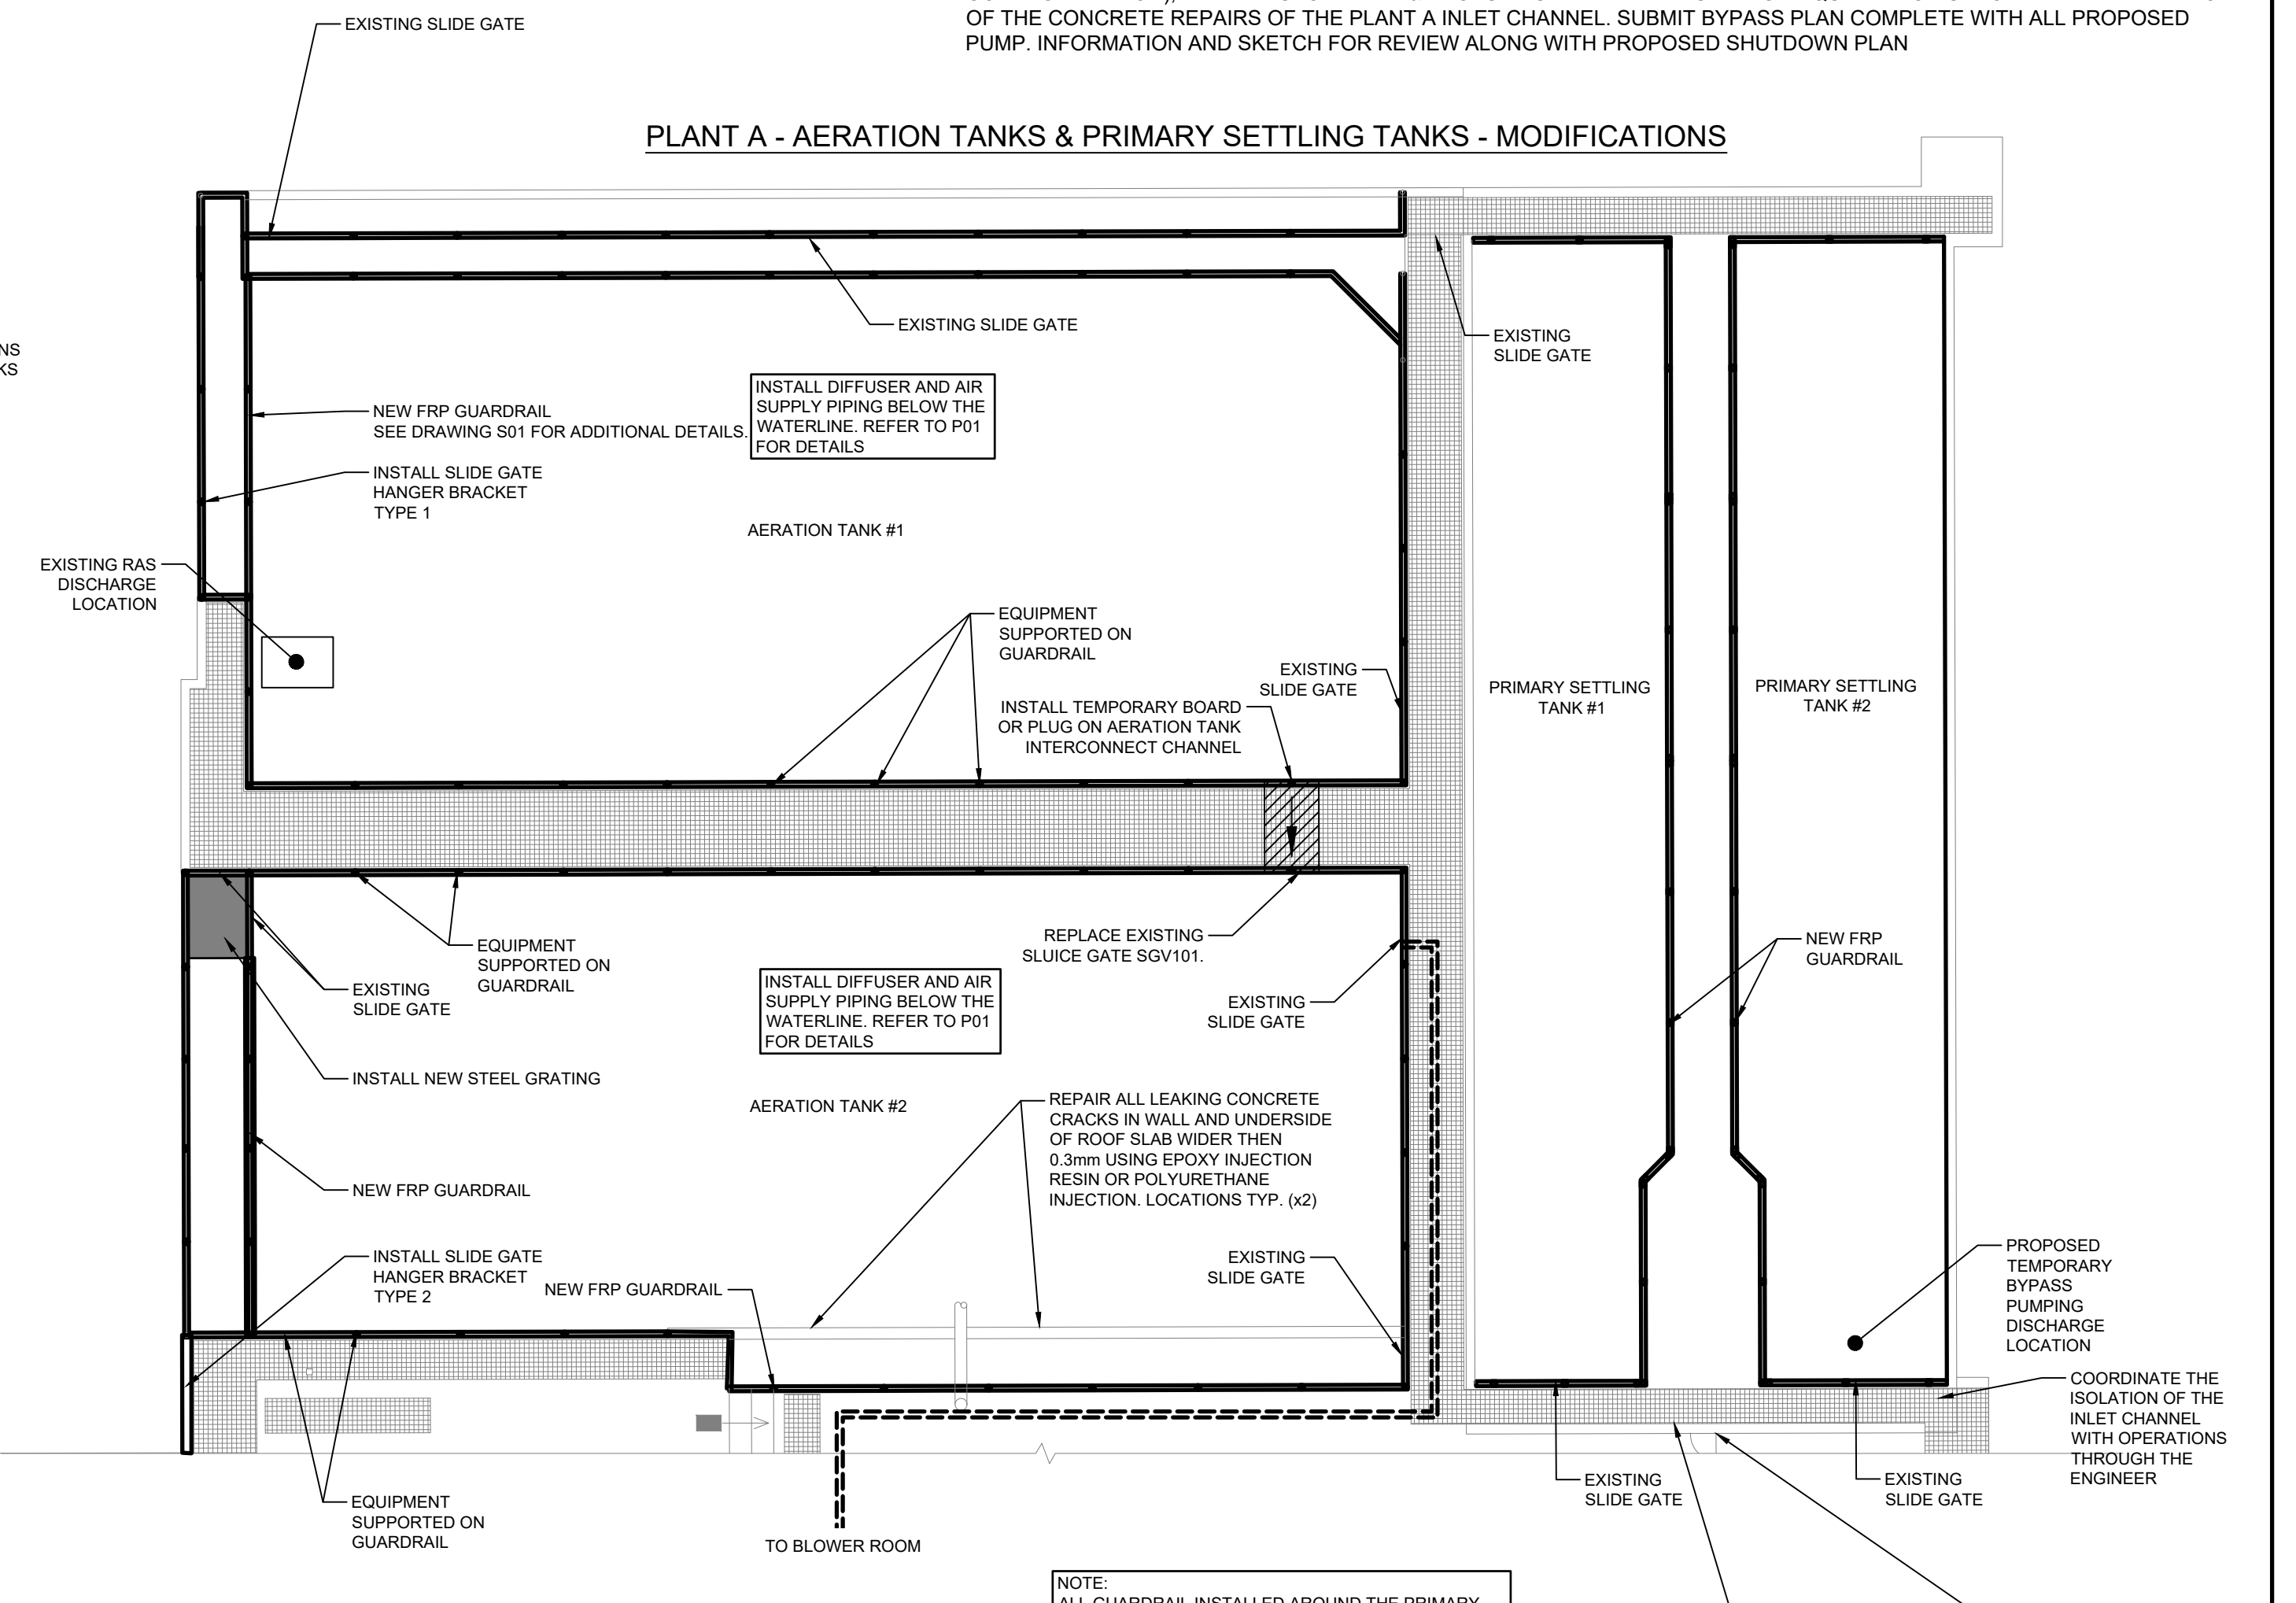 OF THE CONCRETE REPAIRS OF THE PLANT A INLET CHANNEL. SUBMIT BYPASS PLAN COMPLETE WITH ALL PROPOSED
PUMP. INFORMATION AND SKETCH FOR REVIEW ALONG WITH PROPOSED SHUTDOWN PLAN
EXISTING SLIDE GATE
PLANT A - AERATION TANKS & PRIMARY SETTLING TANKS - MODIFICATIONS
EXISTING SLIDE GATE
EXISTING
SLIDE GATE
NS
KS
INSTALL DIFFUSER AND AIR
SUPPLY PIPING BELOW THE
WATERLINE. REFER TO P01
FOR DETAILS
NEW FRP GUARDRAIL
SEE DRAWING S01 FOR ADDITIONAL DETAILS.
INSTALL SLIDE GATE
HANGER BRACKET
TYPE 1
AERATION TANK #1
EXISTING RAS
DISCHARGE
LOCATION
EQUIPMENT
SUPPORTED ON
GUARDRAIL
EXISTING
SLIDE GATE
INSTALL TEMPORARY BOARD
OR PLUG ON AERATION TANK
INTERCONNECT CHANNEL
PRIMARY SETTLING
TANK #1
PRIMARY SETTLING
TANK #2
EQUIPMENT
SUPPORTED ON
GUARDRAIL
REPLACE EXISTING
SLUICE GATE SGV101.
NEW FRP
GUARDRAIL
EXISTING
SLIDE GATE
INSTALL DIFFUSER AND AIR
SUPPLY PIPING BELOW THE
WATERLINE. REFER TO P01
FOR DETAILS
EXISTING
SLIDE GATE
INSTALL NEW STEEL GRATING
AERATION TANK #2
REPAIR ALL LEAKING CONCRETE
CRACKS IN WALL AND UNDERSIDE
OF ROOF SLAB WIDER THEN
0.3mm USING EPOXY INJECTION
RESIN OR POLYURETHANE
INJECTION. LOCATIONS TYP. (x2)
NEW FRP GUARDRAIL
INSTALL SLIDE GATE
HANGER BRACKET
TYPE 2
NEW FRP GUARDRAIL
EXISTING
SLIDE GATE
PROPOSED
TEMPORARY
BYPASS
PUMPING
DISCHARGE
LOCATION
COORDINATE THE
ISOLATION OF THE
INLET CHANNEL
WITH OPERATIONS
THROUGH THE
ENGINEER
EXISTING
SLIDE GATE
EXISTING
SLIDE GATE
EQUIPMENT
SUPPORTED ON
GUARDRAIL
TO BLOWER ROOM
NOTE:
ALL GUARDRAIL INSTALLED AROUND THE PRIMARY